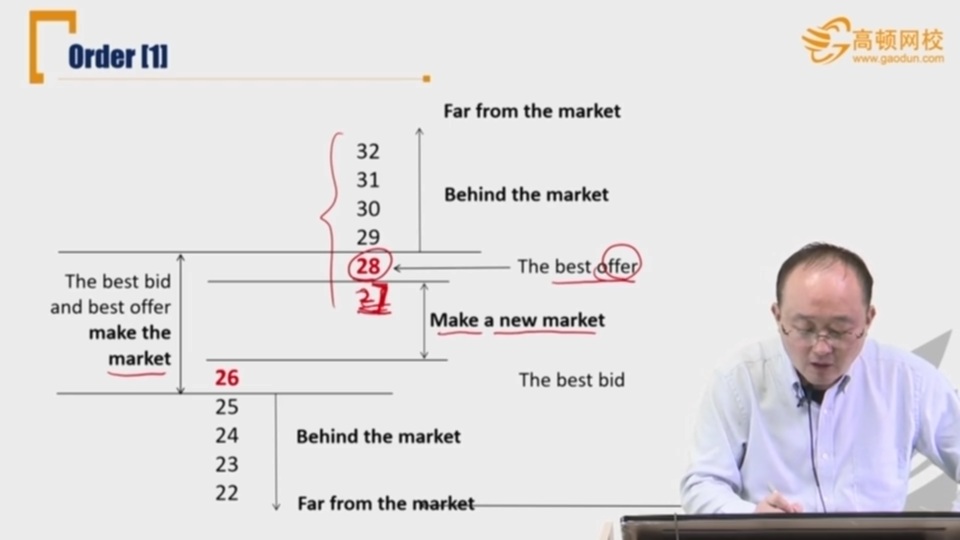 Order [1]
高顿网校
www.gaodun.com
Far from the market
32
31
Behind the market
30
29
28
The best offer
The best bid
and best offer
make the
market
27
Make a new market
26
The best bid
25
24
Behind the market
23
22
Far from the market